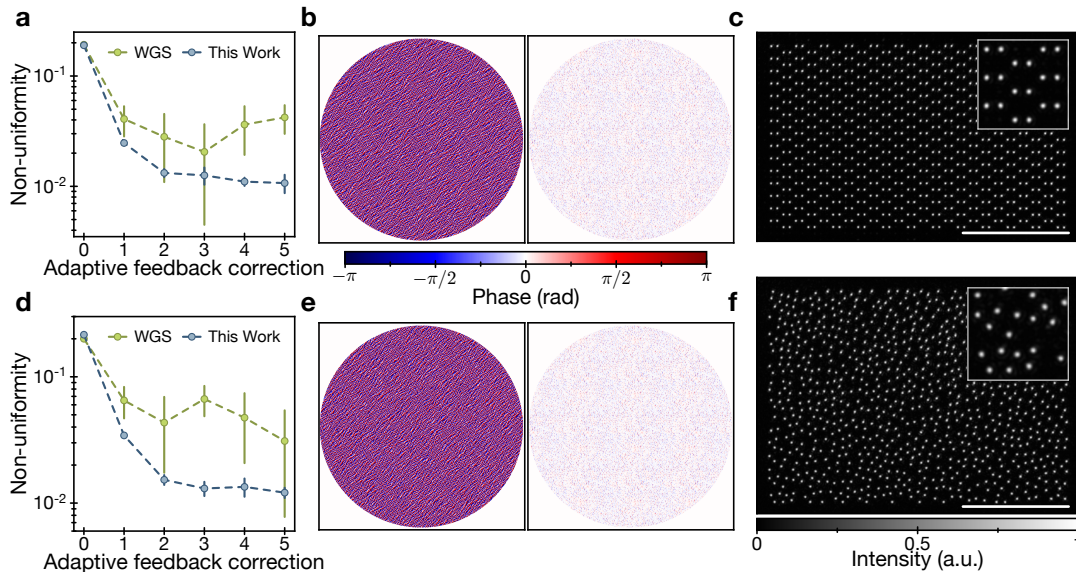 a
WGS This Work
10⁻¹
10⁻²
Non-uniformity
0 1 2 3 4 5
Adaptive feedback correction
b
−π −π/2 0 π/2 π
Phase (rad)
c
d
WGS This Work
10⁻¹
10⁻²
Non-uniformity
0 1 2 3 4 5
Adaptive feedback correction
e
f
0 0.5
Intensity (a.u.)